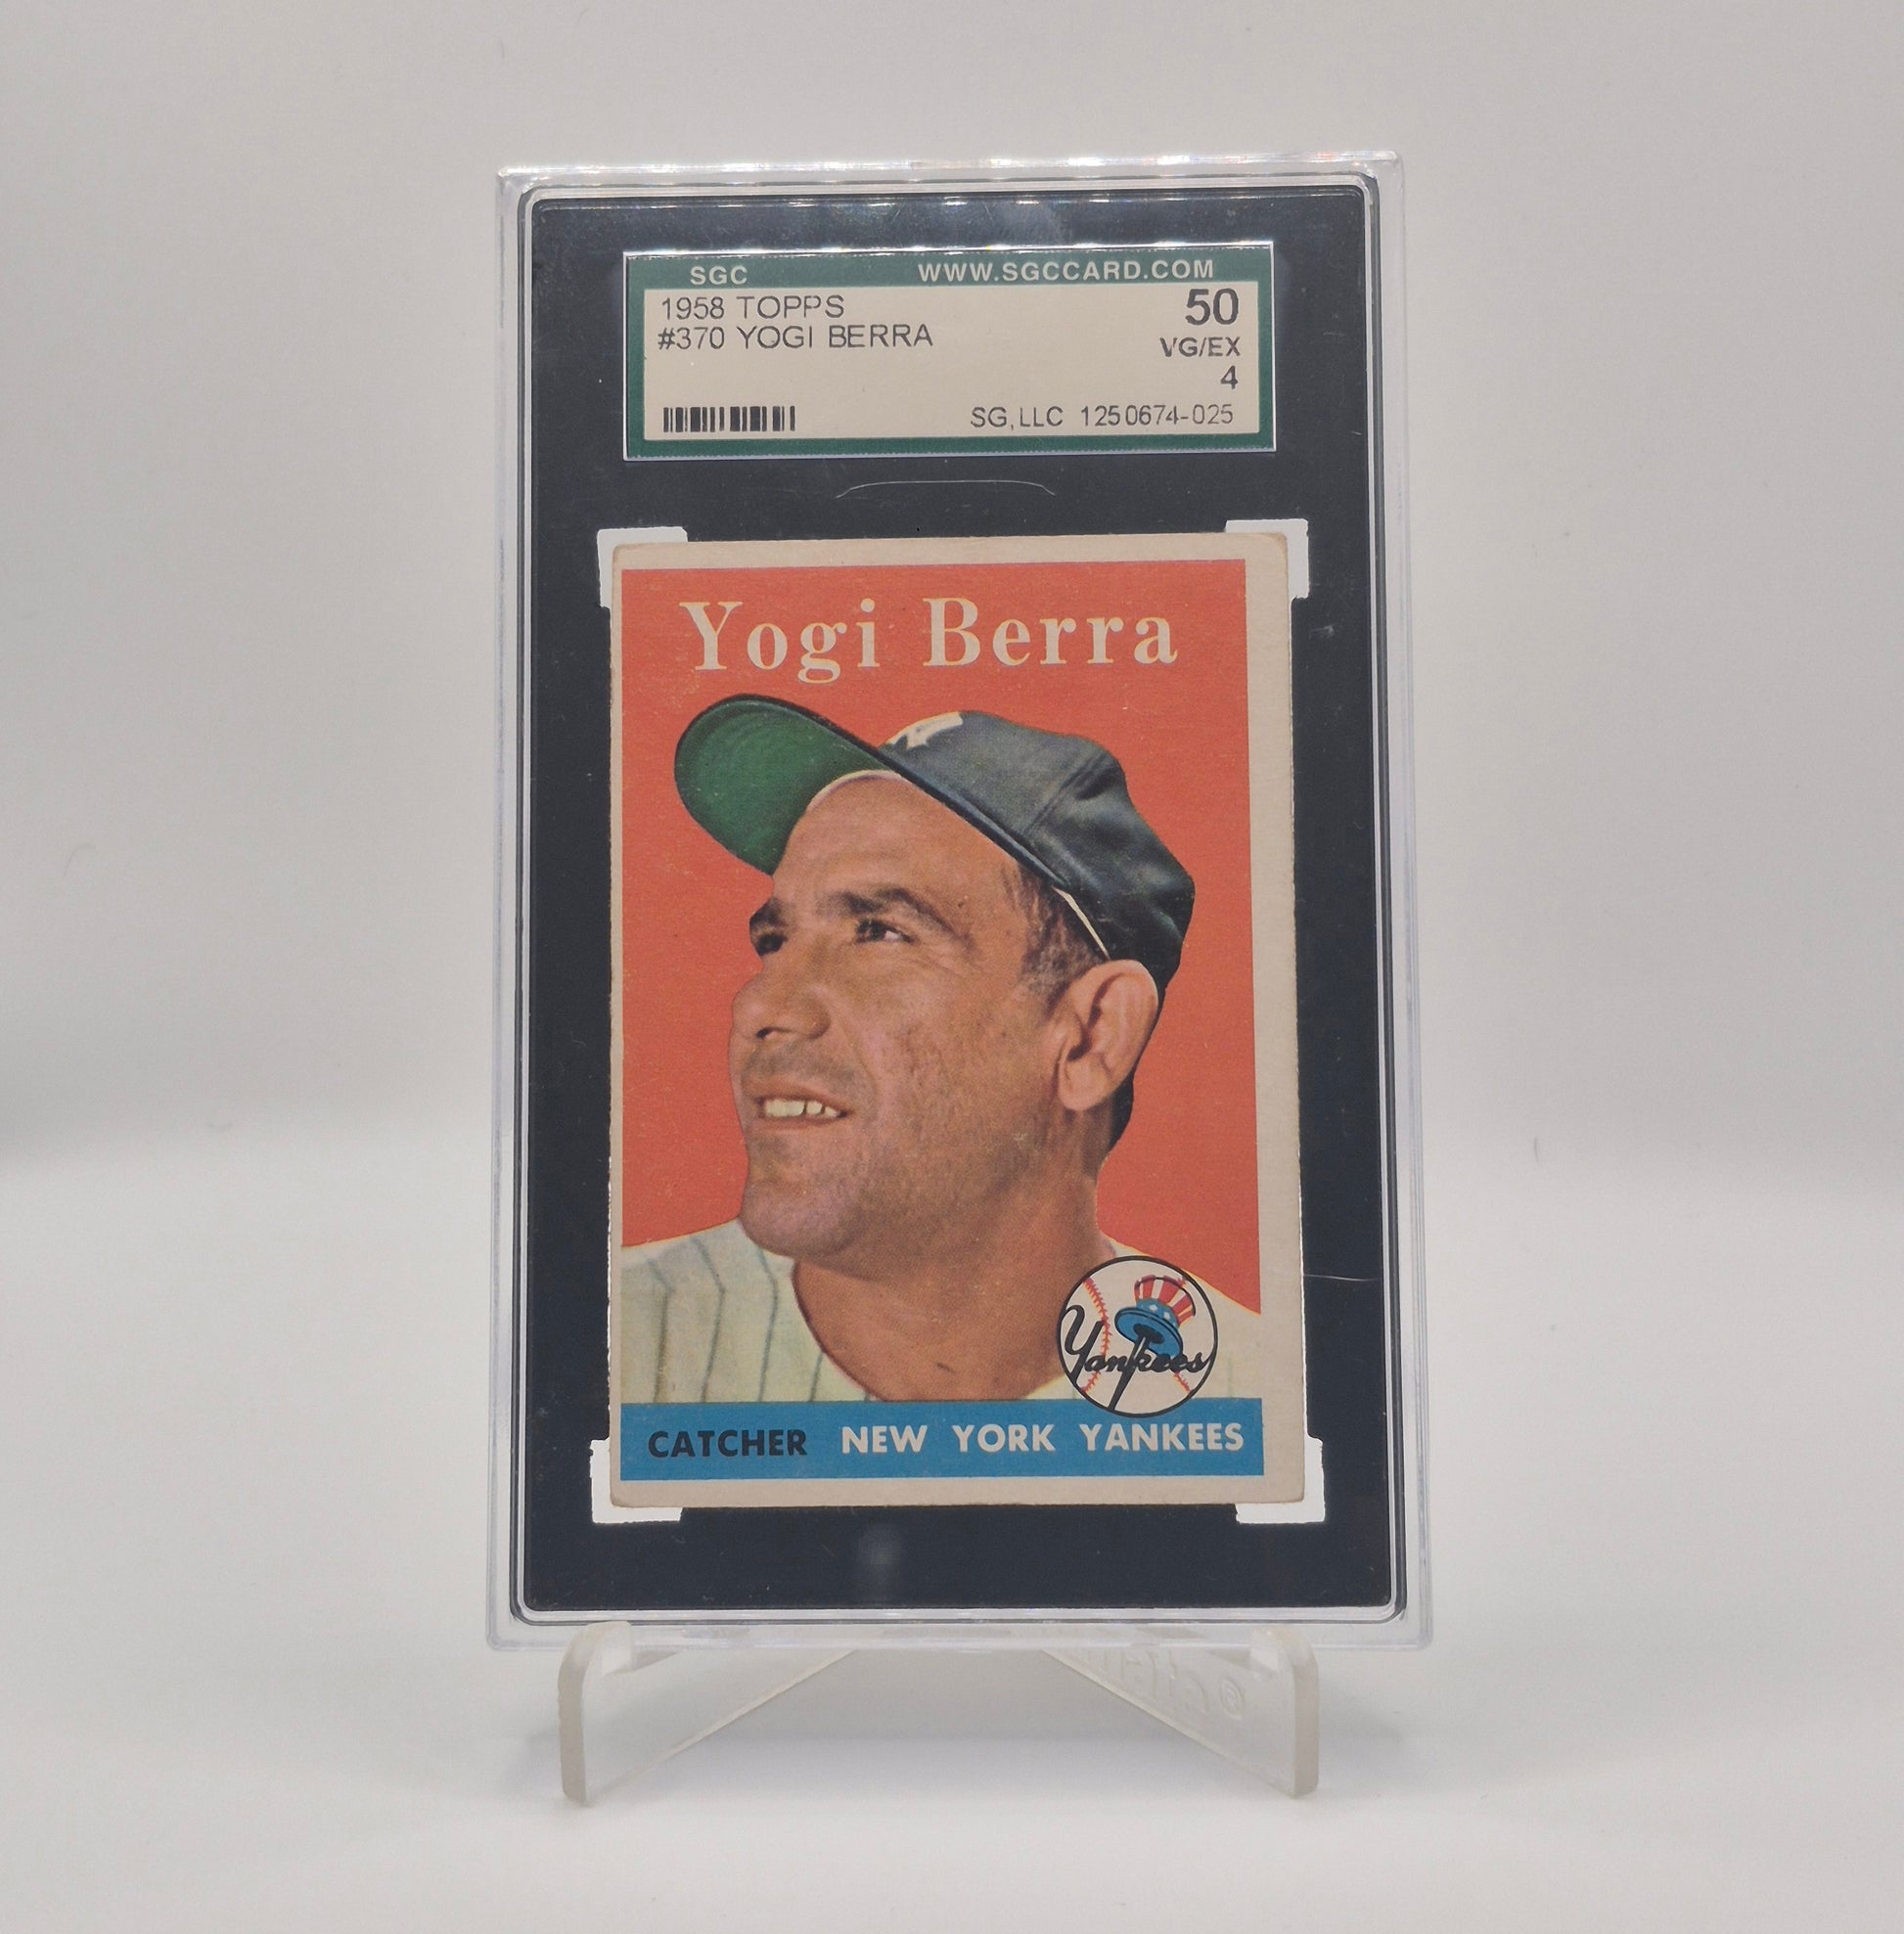 SGC WWW.SGCCARD.COM
1958 TOPPS 50
#370 YOGI BERRA VG/EX
4
SG, LLC 1250674-025
Yogi Berra
Yankees
CATCHER NEW YORK YANKEES